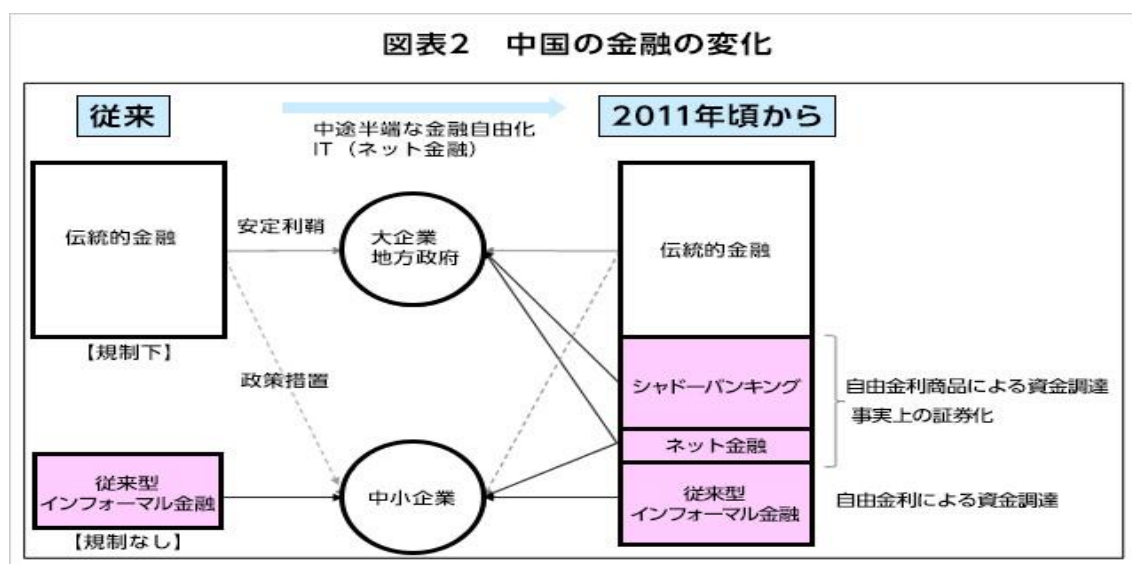 図表2 中国の金融の変化
従来
中途半端な金融自由化
IT（ネット金融）
2011年頃から
伝統的金融
【規制下】
安定利鞘
政策措置
大企業
地方政府
中小企業
従来型
インフォーマル金融
【規制なし】
伝統的金融
シャドーバンキング
ネット金融
従来型
インフォーマル金融
自由金利商品による資金調達
事実上の証券化
自由金利による資金調達